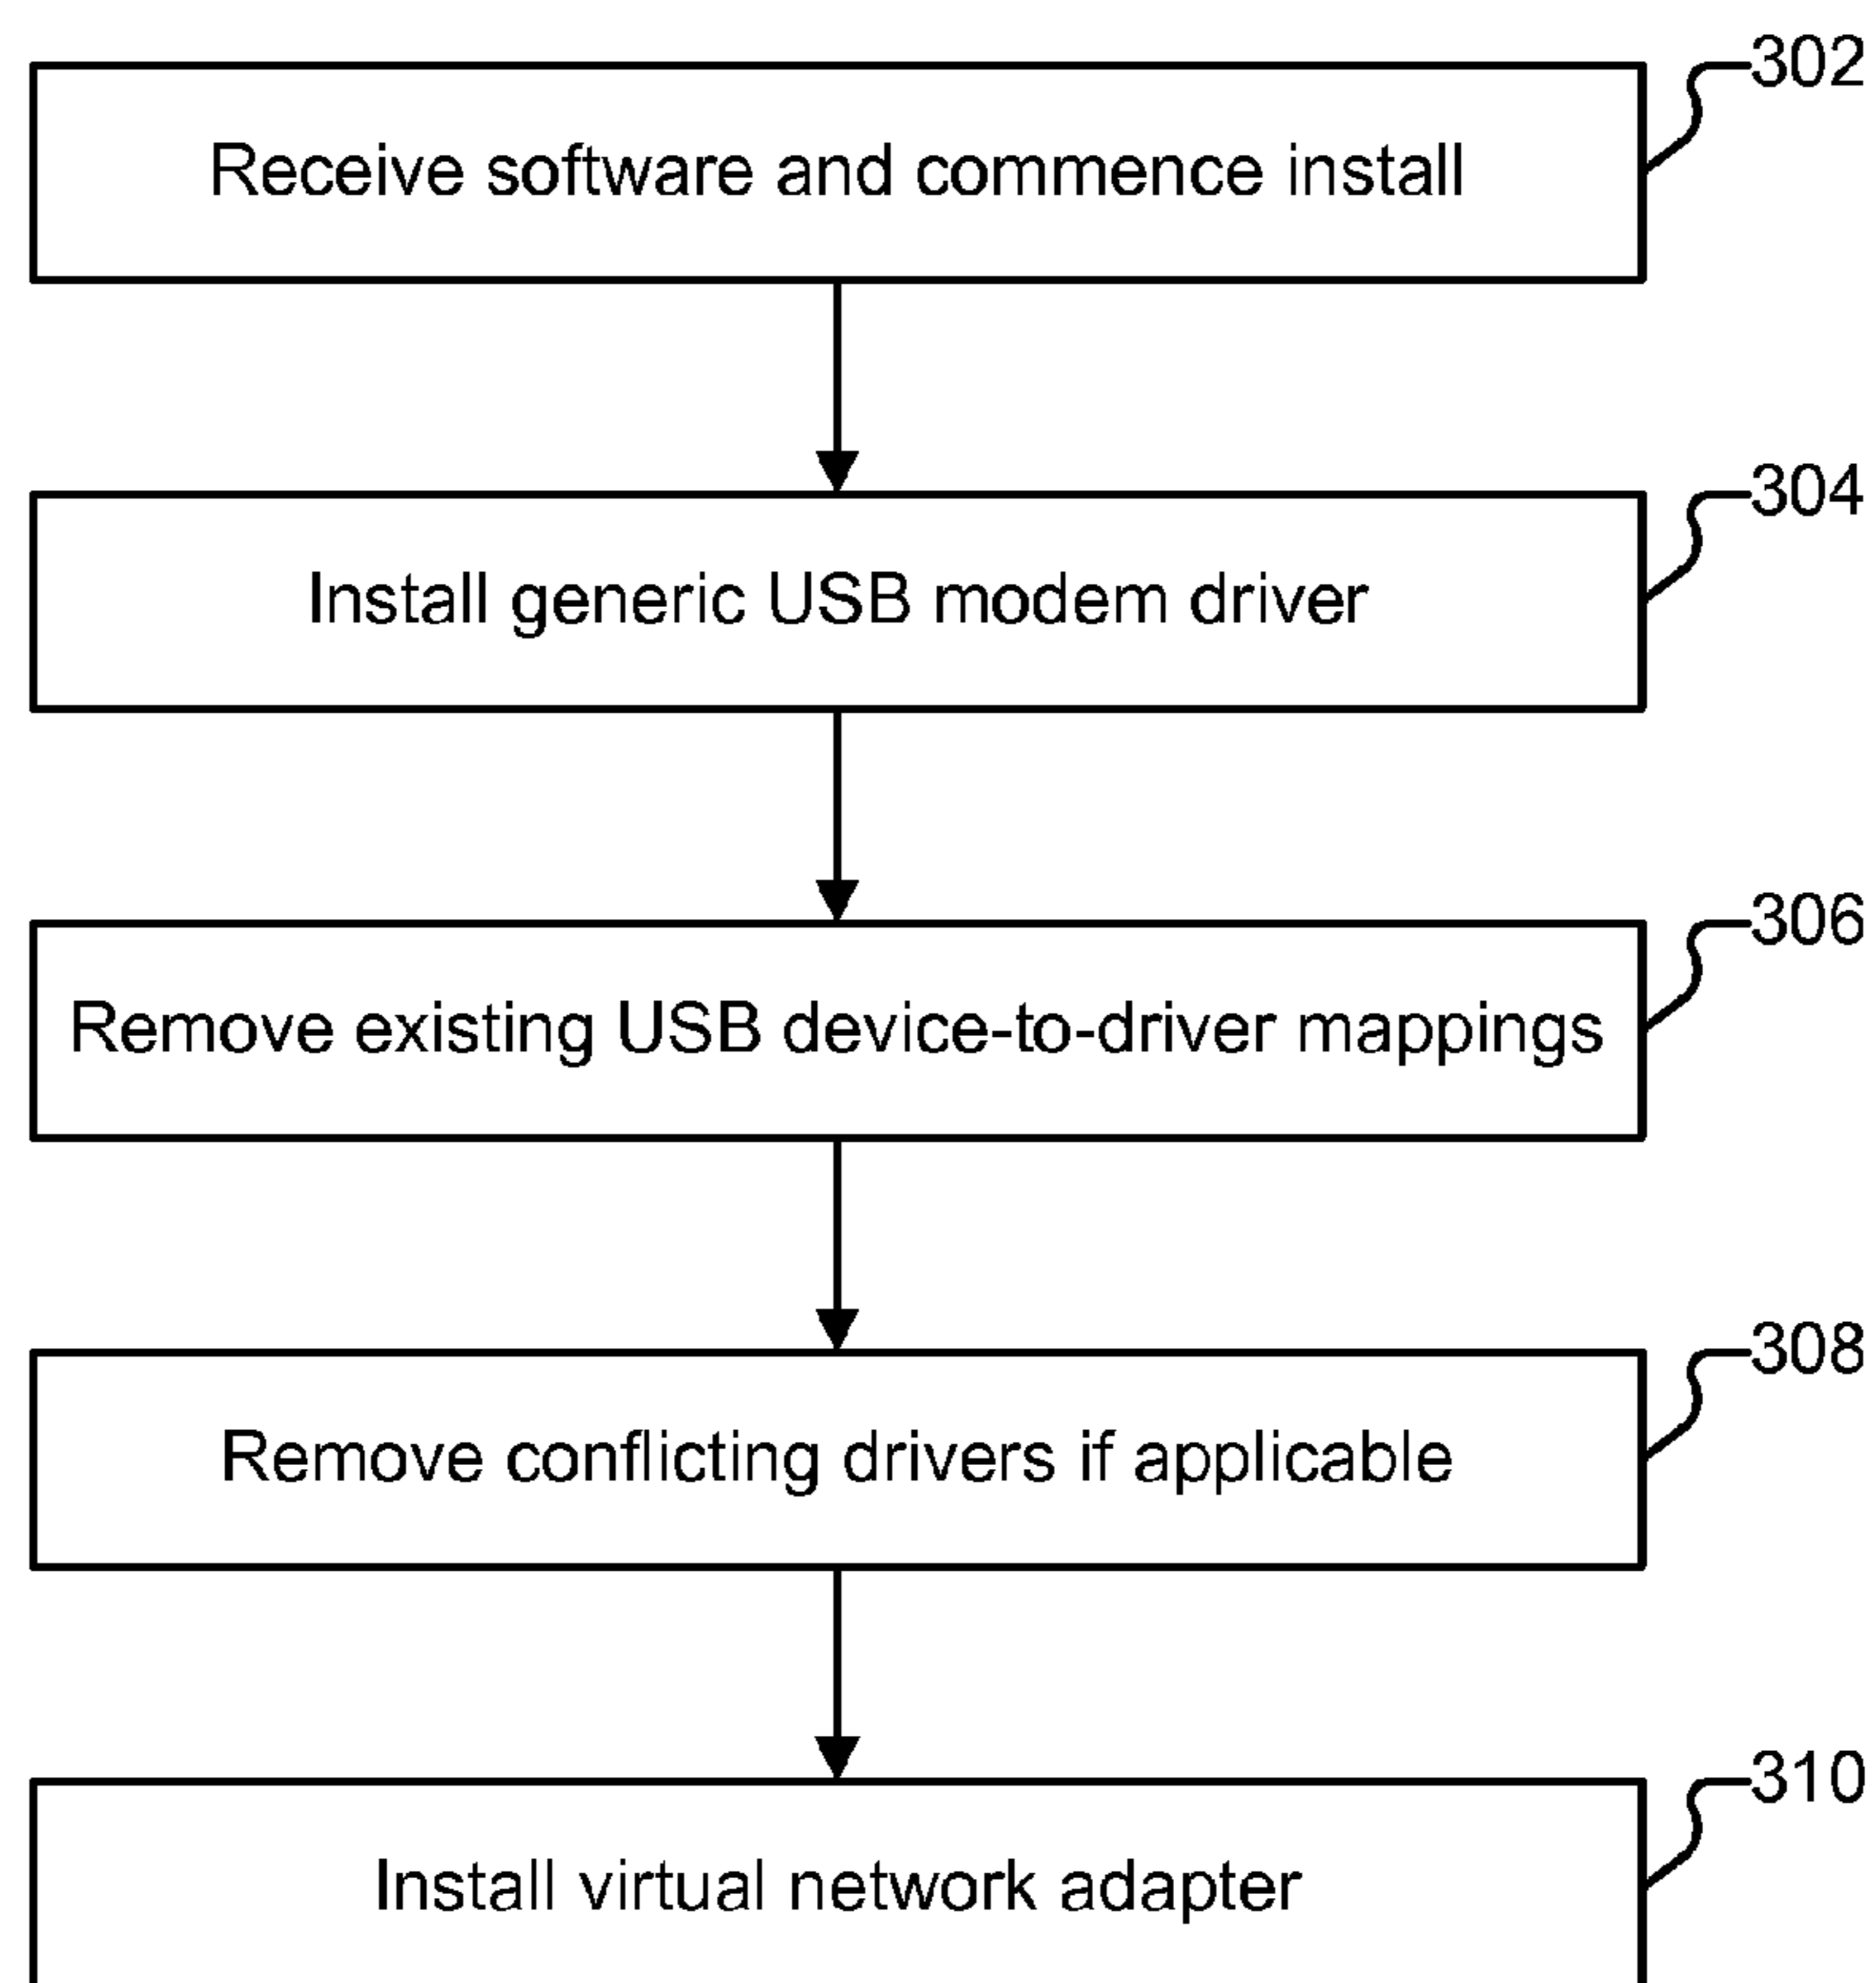 302
Receive software and commence install
304
Install generic USB modem driver
306
Remove existing USB device-to-driver mappings
308
Remove conflicting drivers if applicable
310
Install virtual network adapter